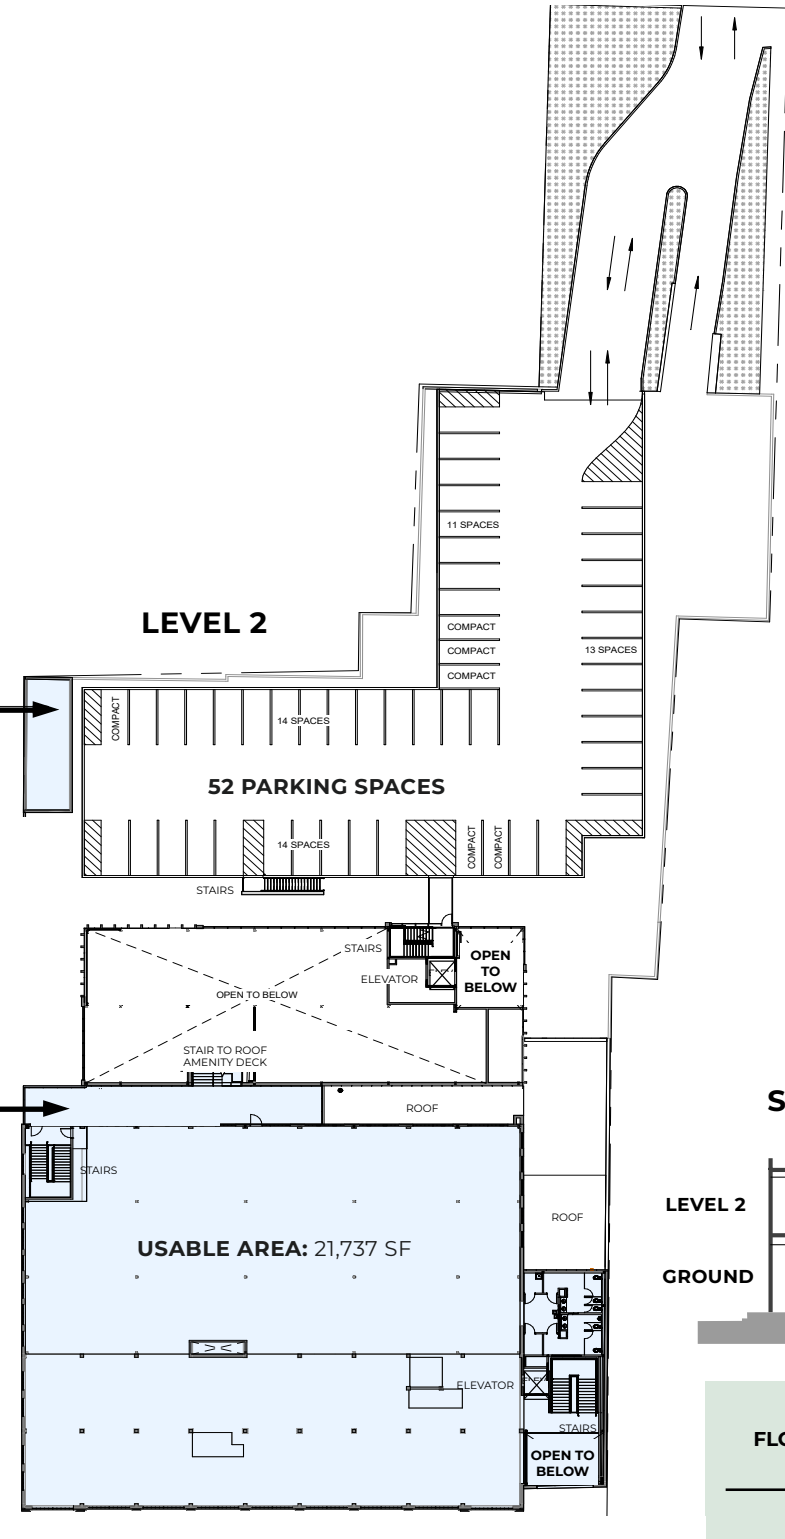 11 SPACES
LEVEL 2
COMPACT
COMPACT
13 SPACES
COMPACT
COMPACT
14 SPACES
52 PARKING SPACES
14 SPACES
COMPACT
COMPACT
STAIRS
STAIRS
OPEN
TO
BELOW
ELEVATOR
OPEN TO BELOW
STAIR TO ROOF
AMENITY DECK
S
ROOF
STAIRS
LEVEL 2
ROOF
USABLE AREA: 21,737 SF
GROUND
ELEVATOR
STAIRS
FLO
OPEN TO
BELOW